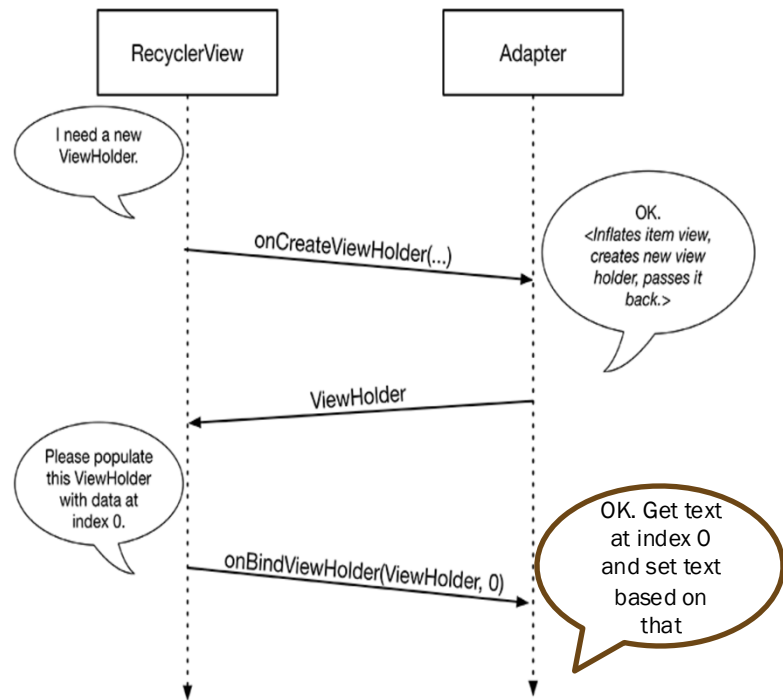 RecyclerView
Adapter
I need a new
ViewHolder.
onCreateViewHolder(...)
OK.
<Inflates item view,
creates new view
holder, passes it
back.>
ViewHolder
Please populate
this ViewHolder
with data at
index 0.
onBindViewHolder(ViewHolder, 0)
OK. Get text
at index 0
and set text
based on
that